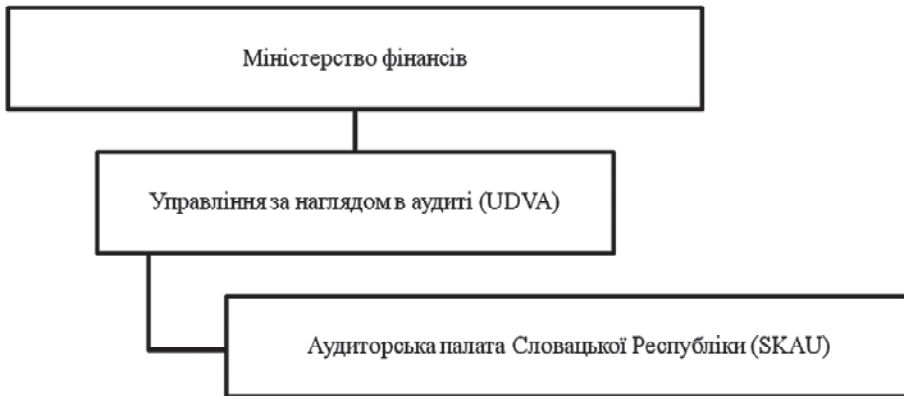 Міністерство фінансів
Управління за наглядом в аудиті (UDVA)
Аудиторська палата Словацької Республіки (SKAU)